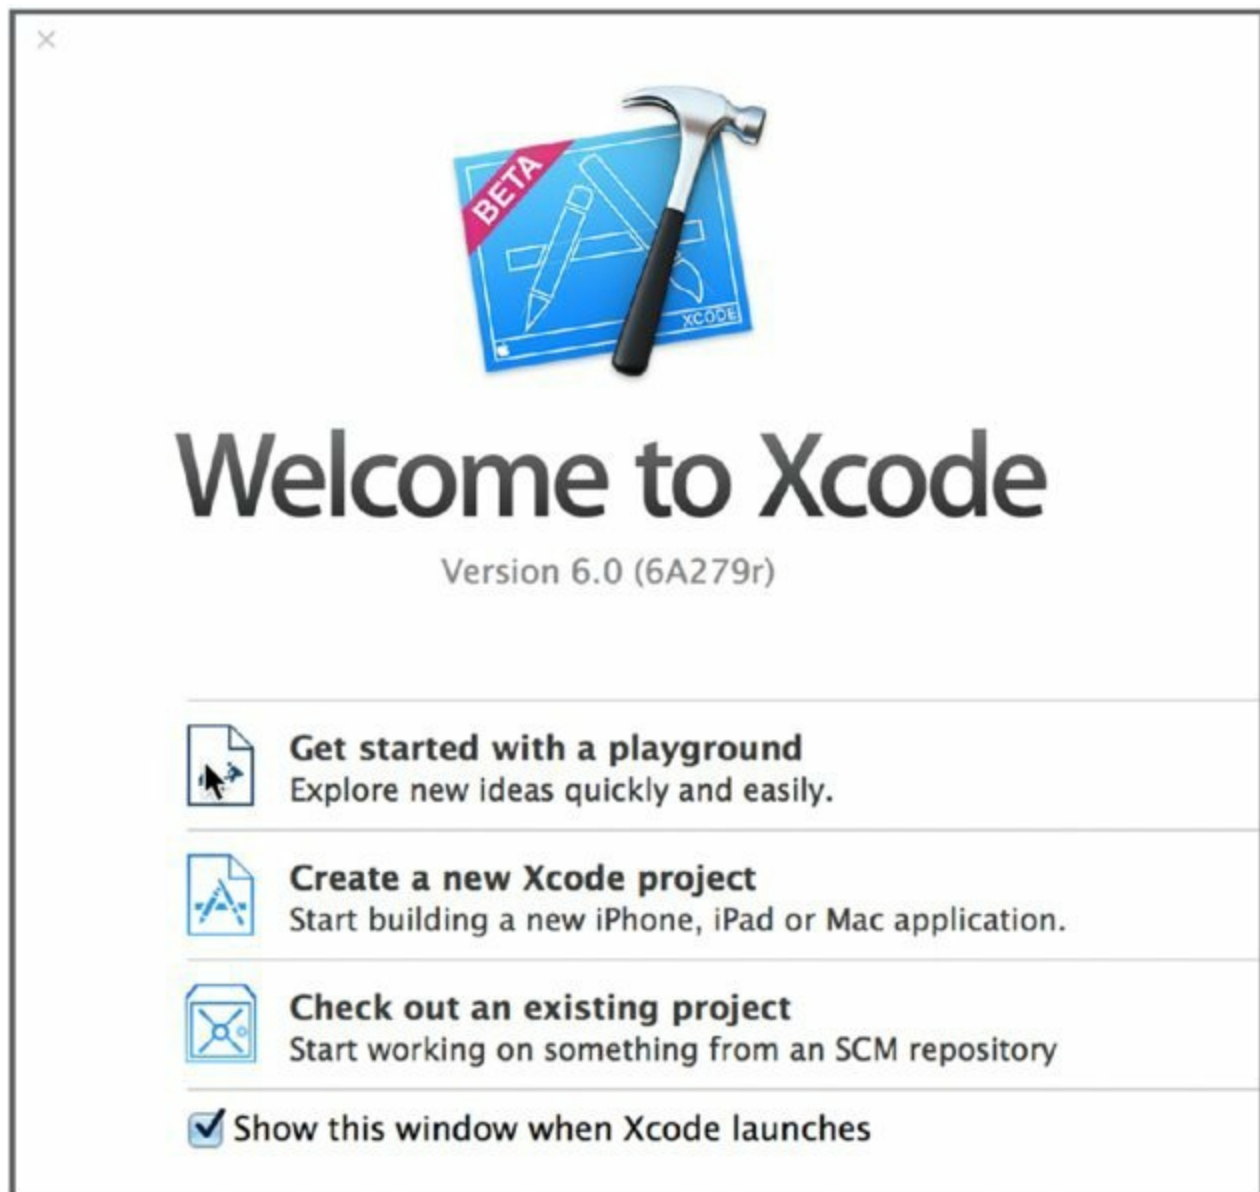 BETA
XCODE
Welcome to Xcode
Version 6.0 (6A279r)
Get started with a playground
Explore new ideas quickly and easily.
Create a new Xcode project
Start building a new iPhone, iPad or Mac application.
Check out an existing project
Start working on something from an SCM repository
Show this window when Xcode launches